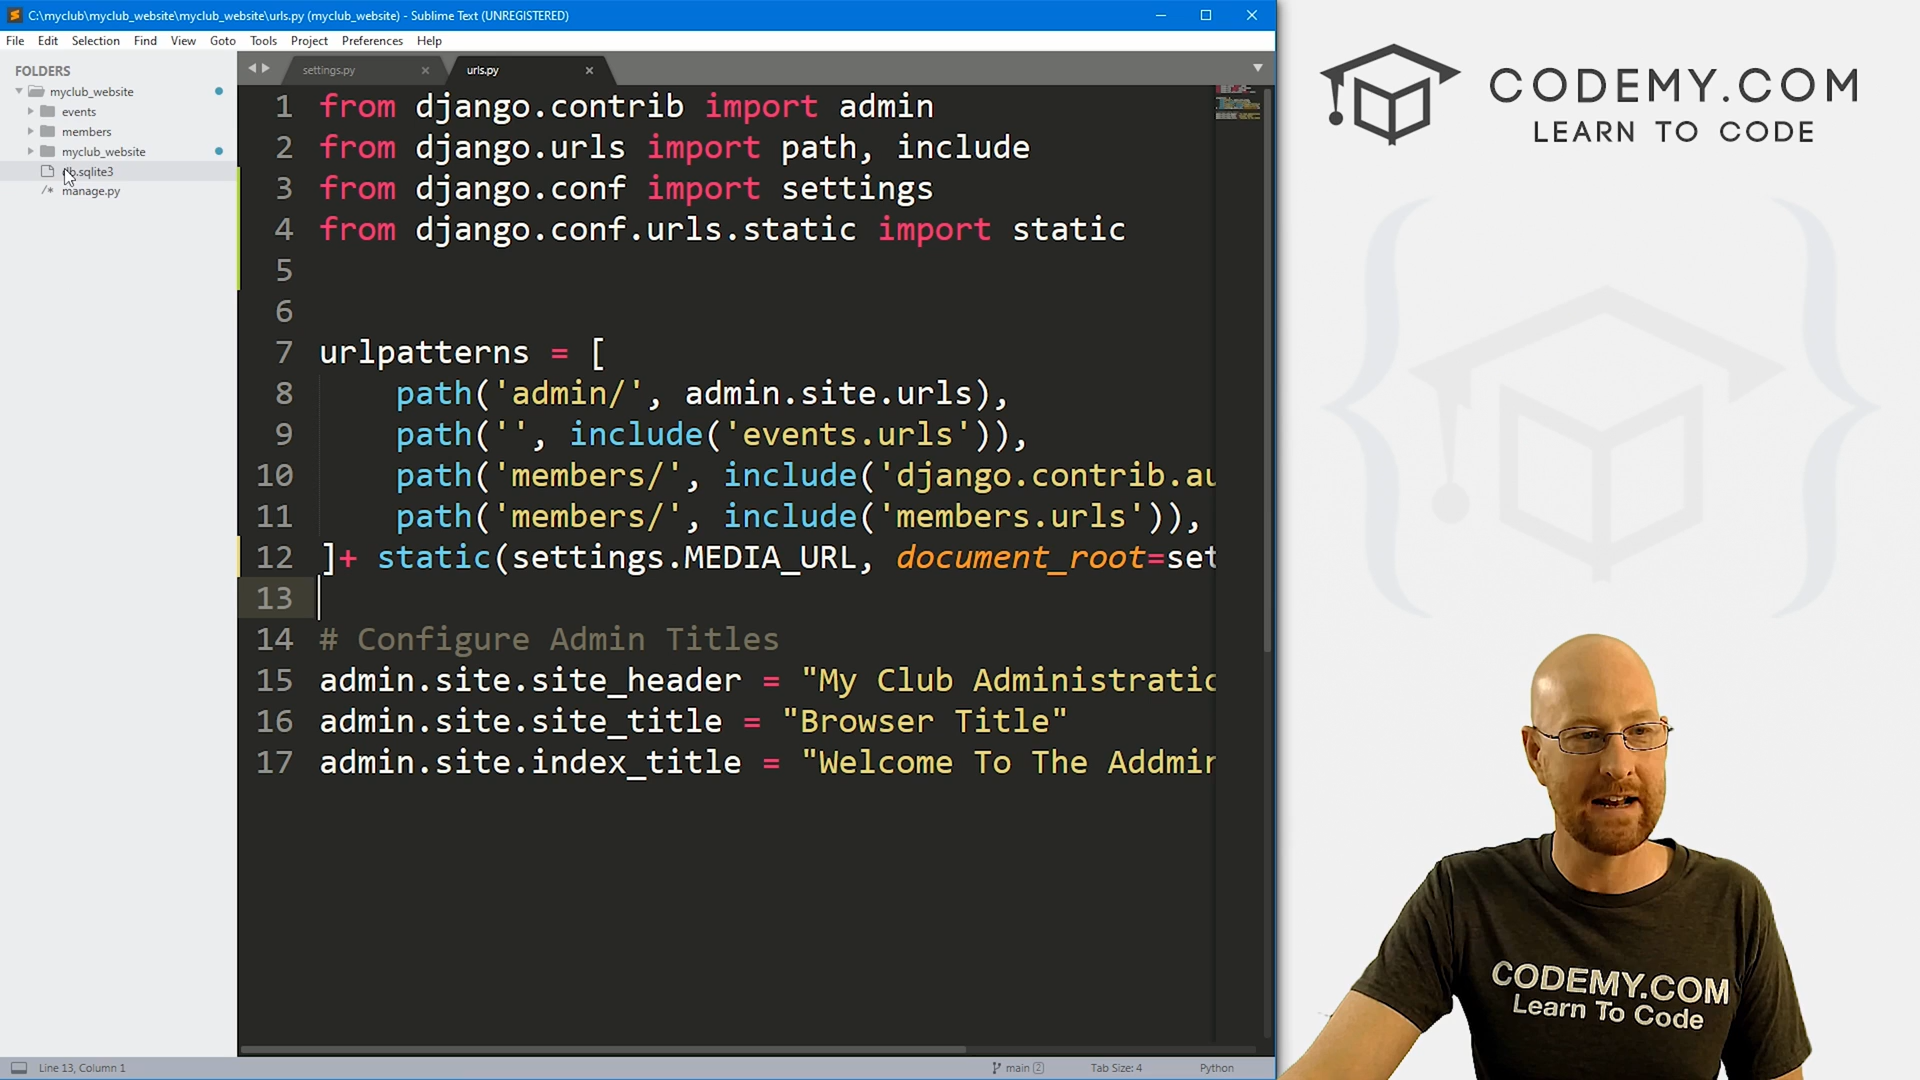 C:\myclub\myclub_website\myclub_website\urls.py (myclub_website) - Sublime Text (UNREGISTERED)
File Edit Selection Find View Goto Tools Project Preferences Help
FOLDERS
myclub_website
events
members
myclub_website
db.sqlite3
/* manage.py
settings.py urls.py
1 from django.contrib import admin
2 from django.urls import path, include
3 from django.conf import settings
4 from django.conf.urls.static import static
5
6
7 urlpatterns = [
8 path('admin/', admin.site.urls),
9 path('', include('events.urls')),
10 path('members/', include('django.contrib.au
11 path('members/', include('members.urls')),
12 ]+ static(settings.MEDIA_URL, document_root=set
13
14 # Configure Admin Titles
15 admin.site.site_header = "My Club Administratio
16 admin.site.site_title = "Browser Title"
17 admin.site.index_title = "Welcome To The Addmin
Line 13, Column 1
main 2
Tab Size: 4
Python
CODEMY.COM
LEARN TO CODE
CODEMY.COM
Learn To Code